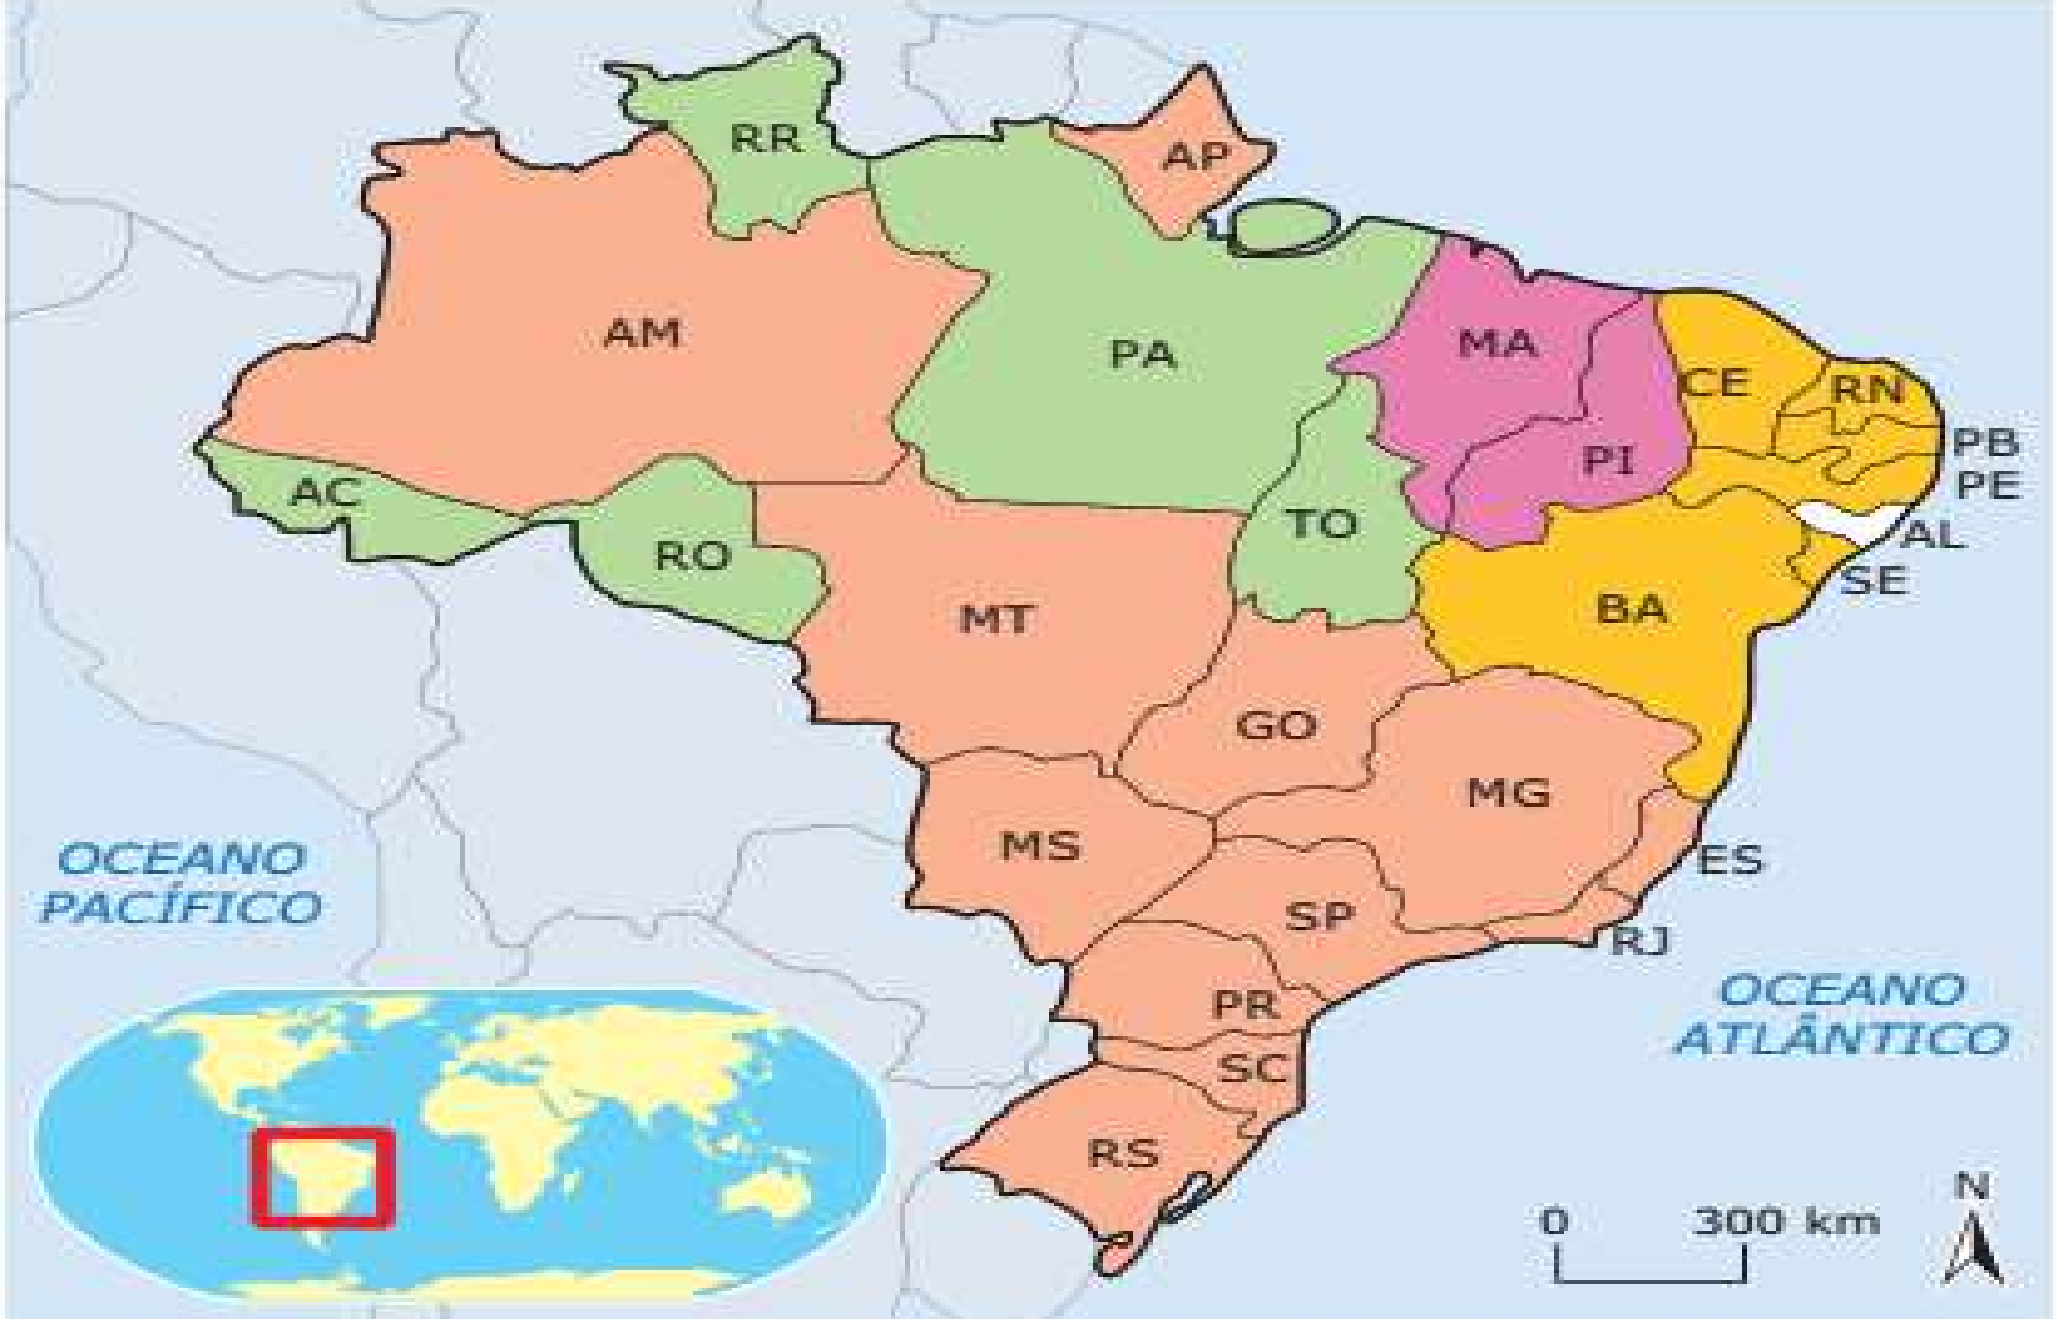 RR
AP
AM
PA
MA
CE
RN
PB
PI
PE
AC
TO
AL
RO
SE
BA
MT
GO
MG
MS
ES
OCEANO
PACÍFICO
SP
RJ
PR
OCEANO
ATLÂNTICO
SC
RS
N
0 300 km